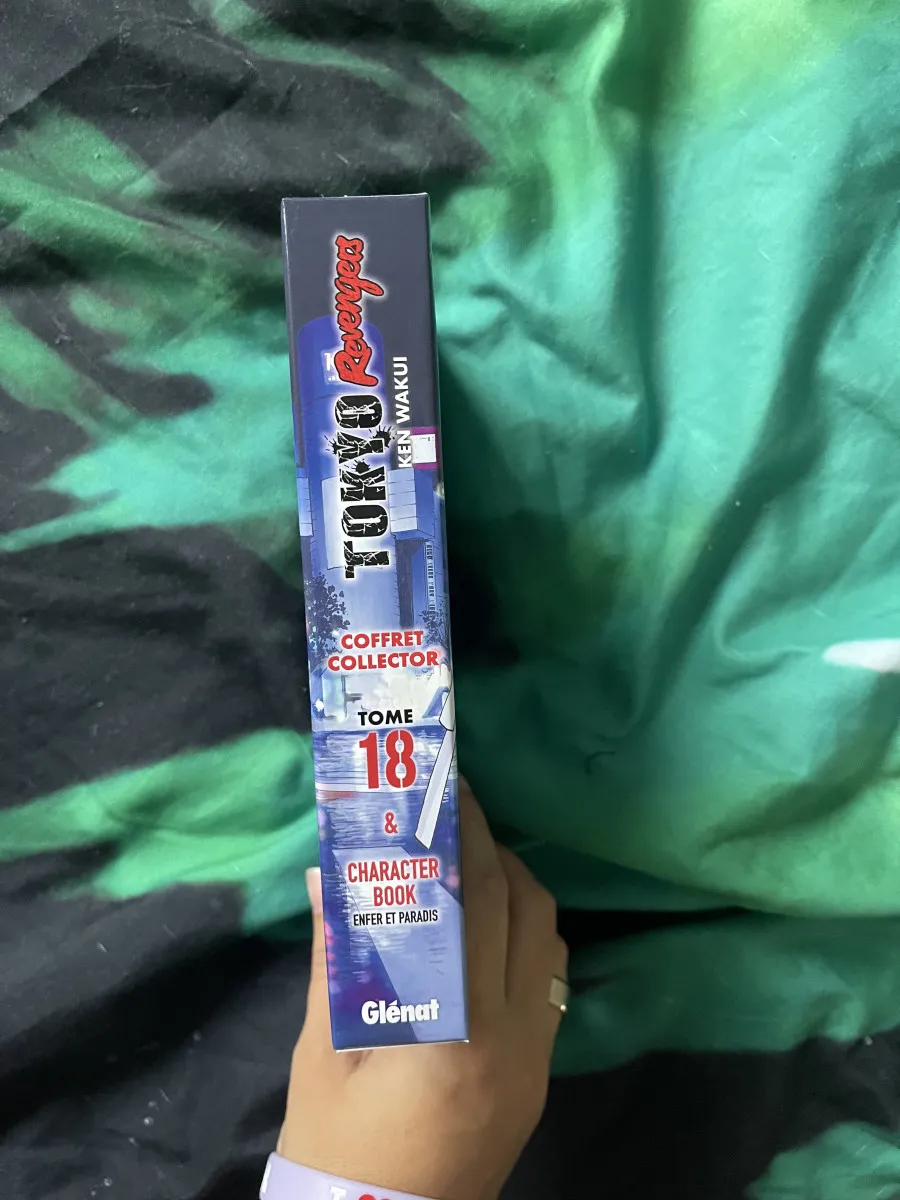 TOKYO Revengers
KEN WAKUI
COFFRET
COLLECTOR
TOME
18
&
CHARACTER
BOOK
ENFER ET PARADIS
Glénat